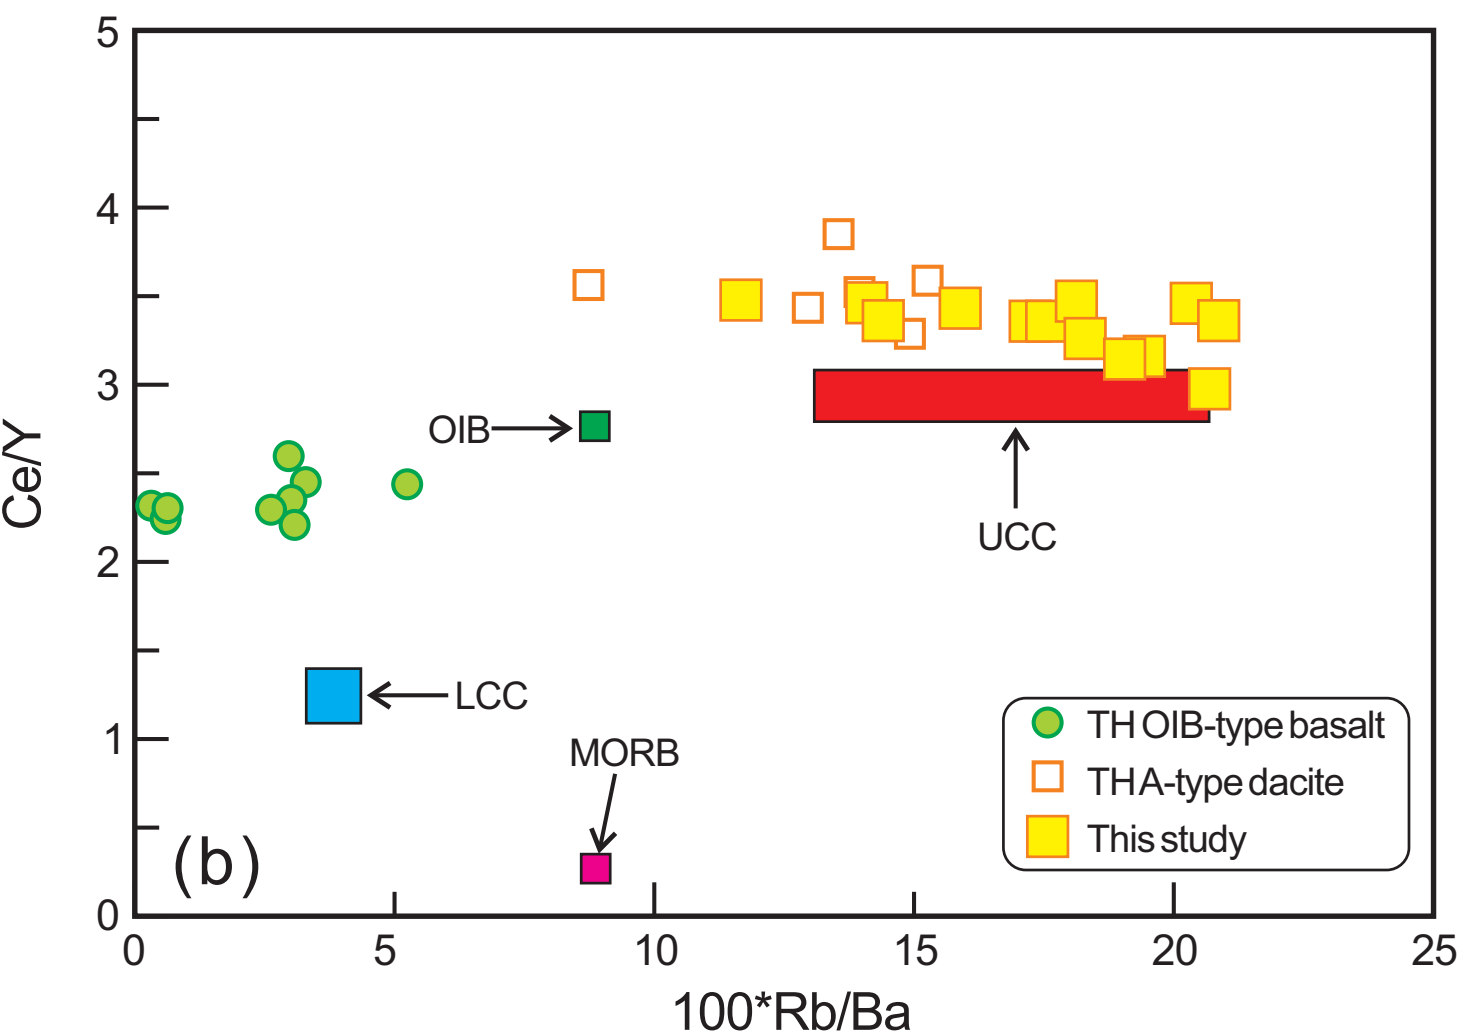 5
4
3
2
1
0
Ce/Y
OIB
UCC
LCC
MORB
(b)
TH OIB-type basalt
TH A-type dacite
This study
0 5 10 15 20 25
100*Rb/Ba